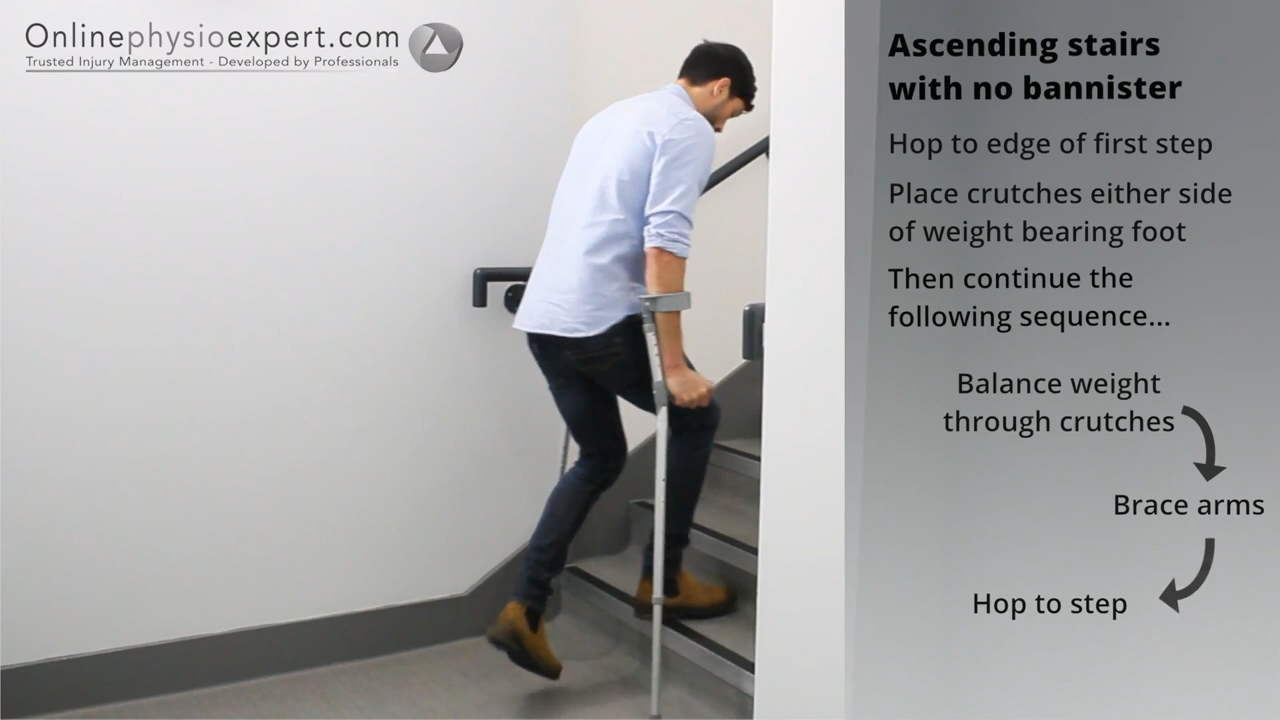 Onlinephysioexpert.com
Trusted Injury Management - Developed by Professionals
Ascending stairs
with no bannister
Hop to edge of first step
Place crutches either side
of weight bearing foot
Then continue the
following sequence...
Balance weight
through crutches
Brace arms
Hop to step